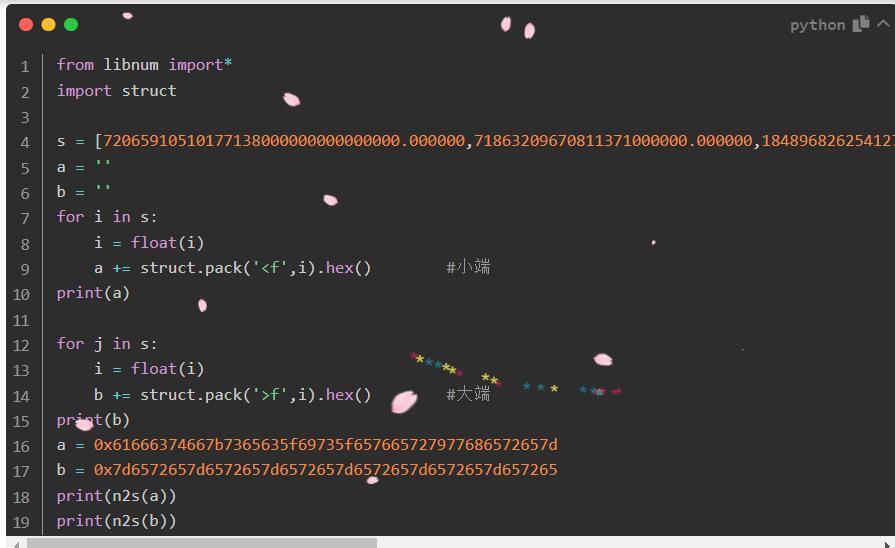 python
1 from libnum import*
2 import struct
3
4 s = [72065910510177138000000000000000.000000,71863209670811371000000.000000,18489682625412
5 a = ''
6 b = ''
7 for i in s:
8 i = float(i)
9 a += struct.pack('<f',i).hex() #小端
10 print(a)
11
12 for j in s:
13 i = float(i)
14 b += struct.pack('>f',i).hex() #大端
15 print(b)
16 a = 0x61666374667b7365635f69735f657665727977686572657d
17 b = 0x7d6572657d6572657d6572657d6572657d6572657d657265
18 print(n2s(a))
19 print(n2s(b))